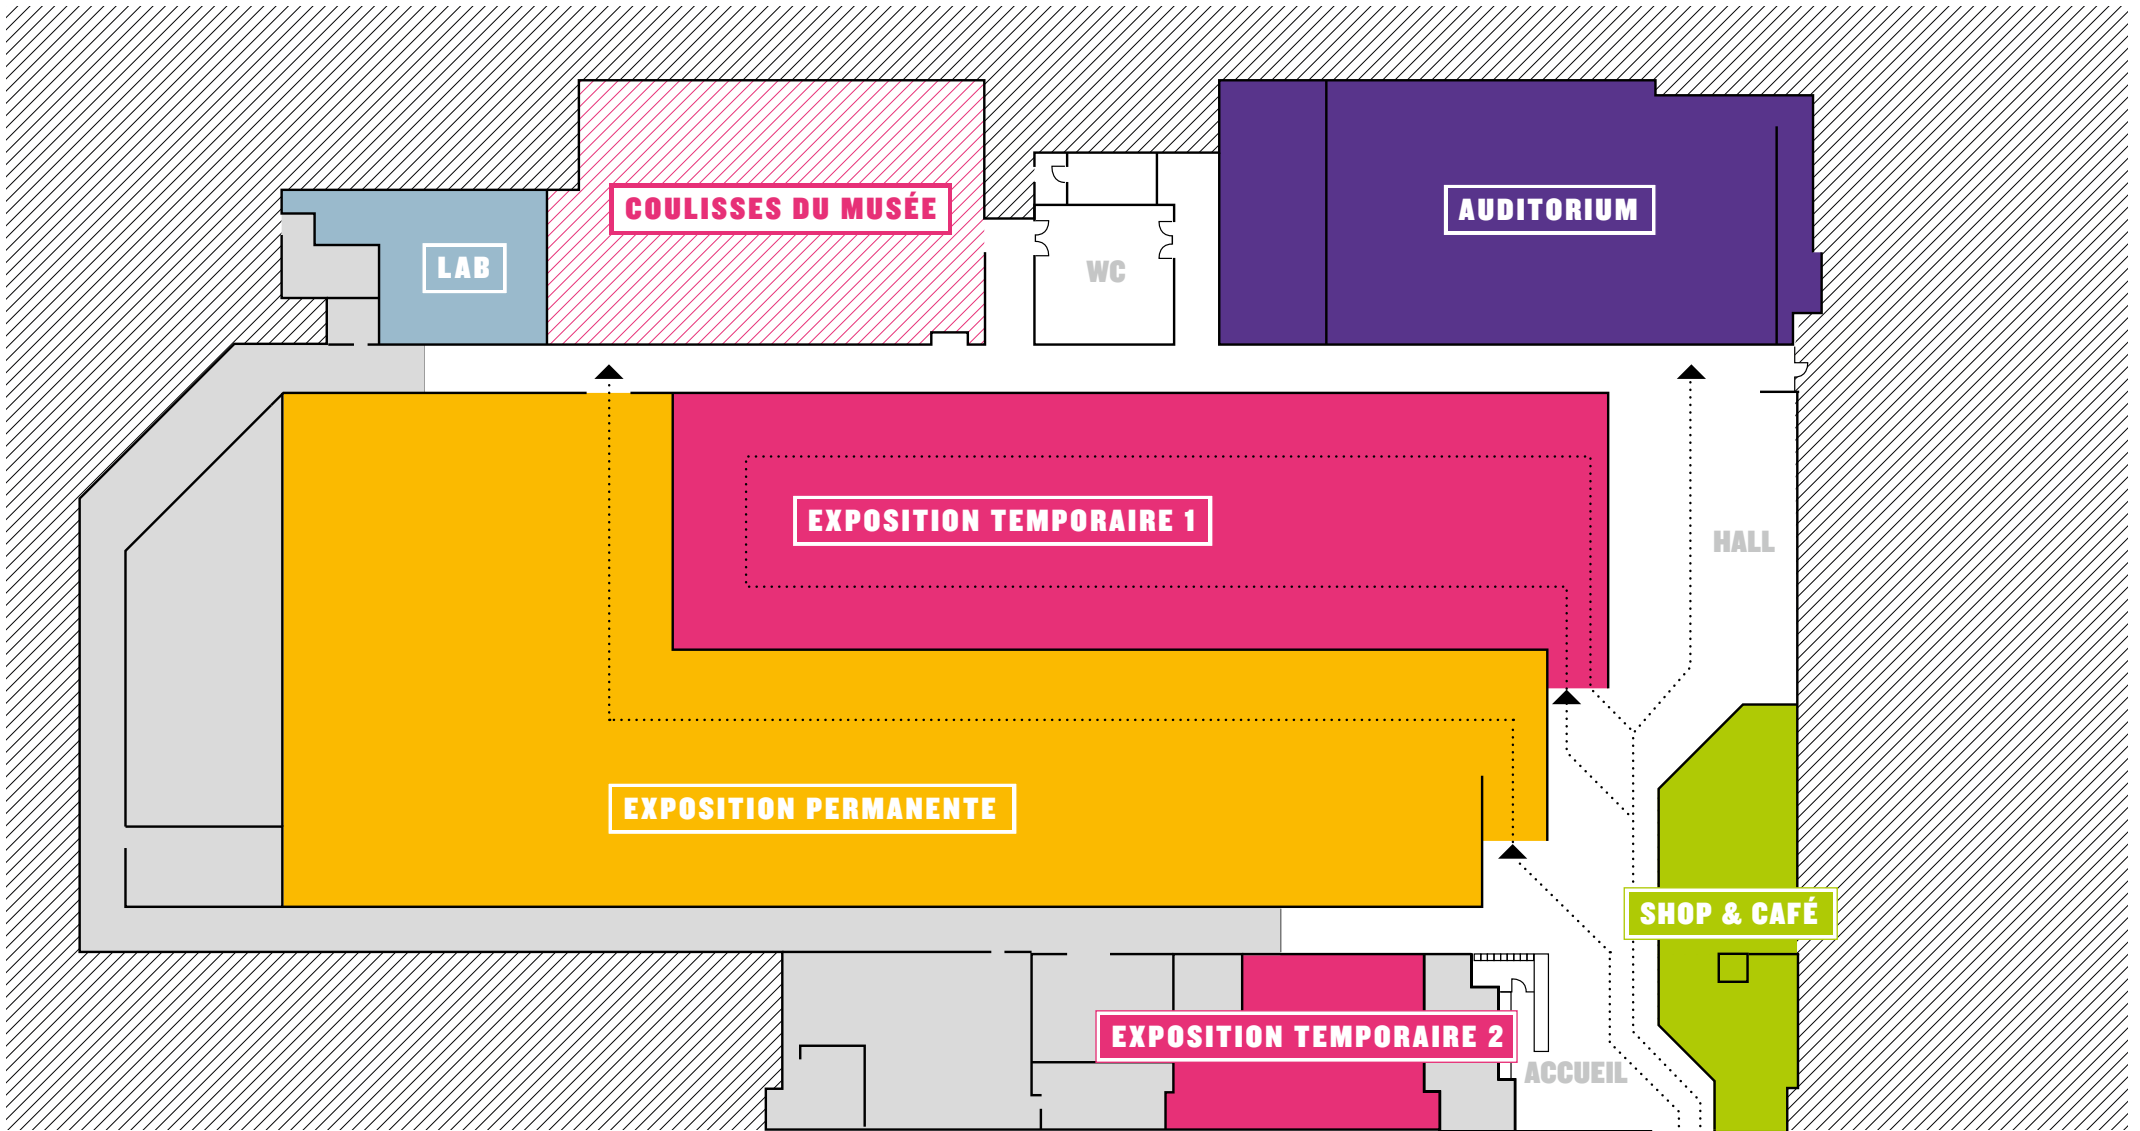 COULISSES DU MUSÉE
AUDITORIUM
LAB
WC
EXPOSITION TEMPORAIRE 1
HALL
EXPOSITION PERMANENTE
SHOP & CAFÉ
EXPOSITION TEMPORAIRE 2
ACCUEIL